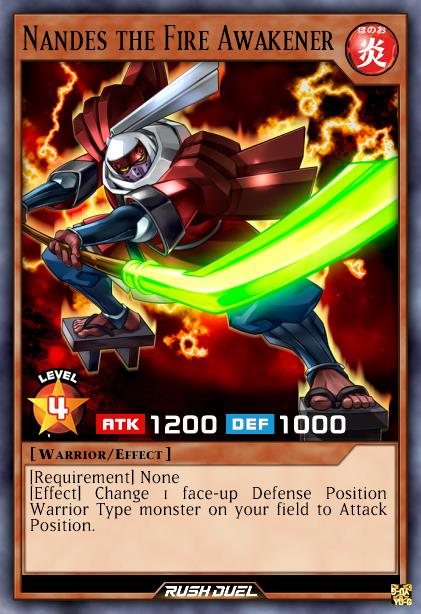 Nandes the Fire Awakener
ほのお
炎
LEVEL
4
ATK 1200 DEF 1000
[Warrior/Effect]
[Requirement] None
[Effect] Change 1 face-up Defense Position
Warrior Type monster on your field to Attack
Position.
RUSH DUEL